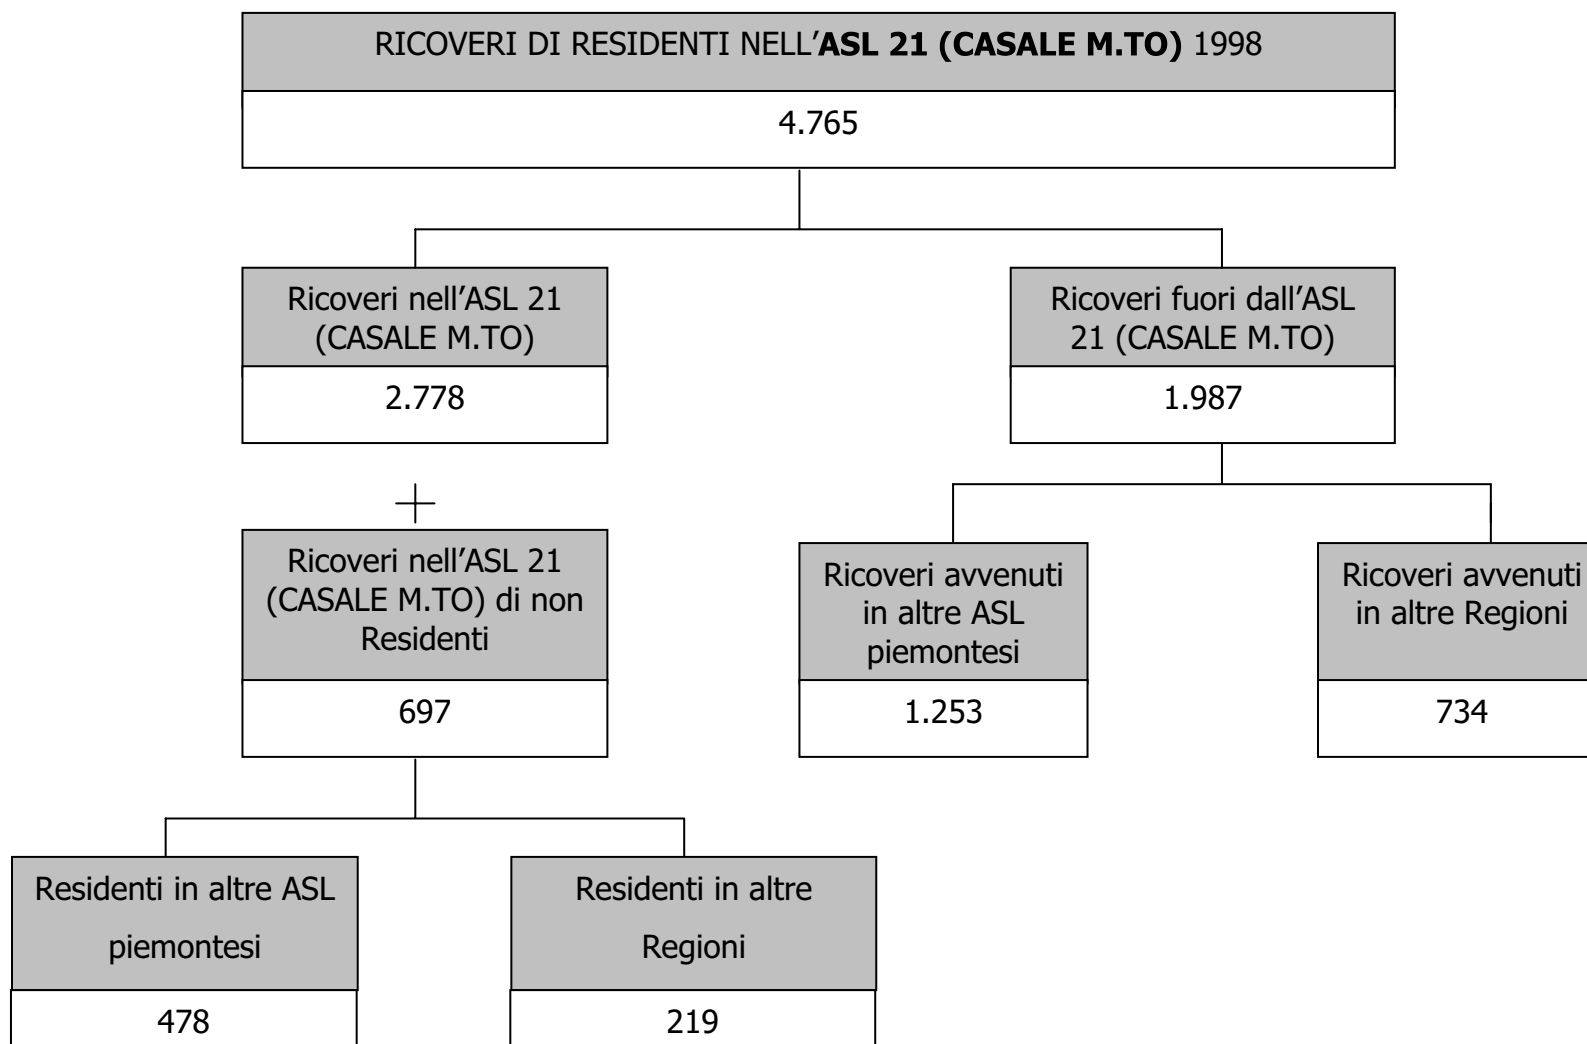 RICOVERI DI RESIDENTI NELL’ASL 21 (CASALE M.TO) 1998
4.765
Ricoveri nell’ASL 21
(CASALE M.TO)
2.778
Ricoveri fuori dall’ASL
21 (CASALE M.TO)
1.987
+
Ricoveri nell’ASL 21
(CASALE M.TO) di non
Residenti
697
Ricoveri avvenuti
in altre ASL
piemontesi
1.253
Ricoveri avvenuti
in altre Regioni
734
Residenti in altre ASL
piemontesi
478
Residenti in altre
Regioni
219